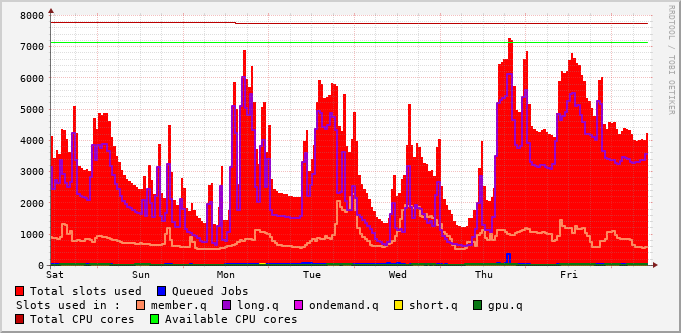 8000
7000
6000
5000
4000
3000
2000
1000
0
Sat Sun Mon Tue Wed Thu Fri
RRDTOOL / TOBI OETIKER
Total slots used Queued Jobs
Slots used in : member.q long.q ondemand.q short.q gpu.q
Total CPU cores Available CPU cores